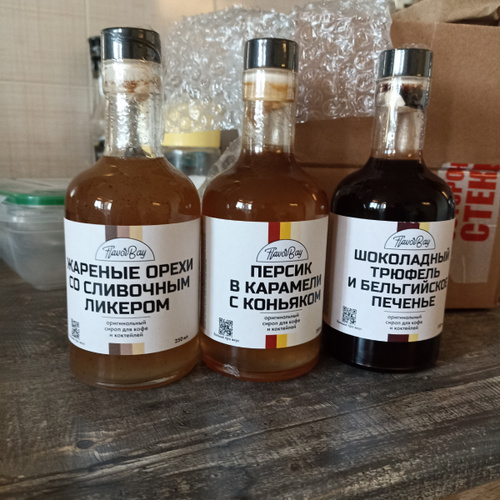 FlavorBay
ЖАРЕНЫЕ ОРЕХИ
СО СЛИВОЧНЫМ
ЛИКЕРОМ
оригинальный
сироп для кофе
и коктейлей
FlavorBay
ПЕРСИК
В КАРАМЕЛИ
С КОНЬЯКОМ
оригинальный
сироп для кофе
и коктейлей
FlavorBay
ШОКОЛАДНЫЙ
ТРЮФЕЛЬ
И БЕЛЬГИЙСКОЕ
ПЕЧЕНЬЕ
оригинальный
сироп для кофе
и коктейлей